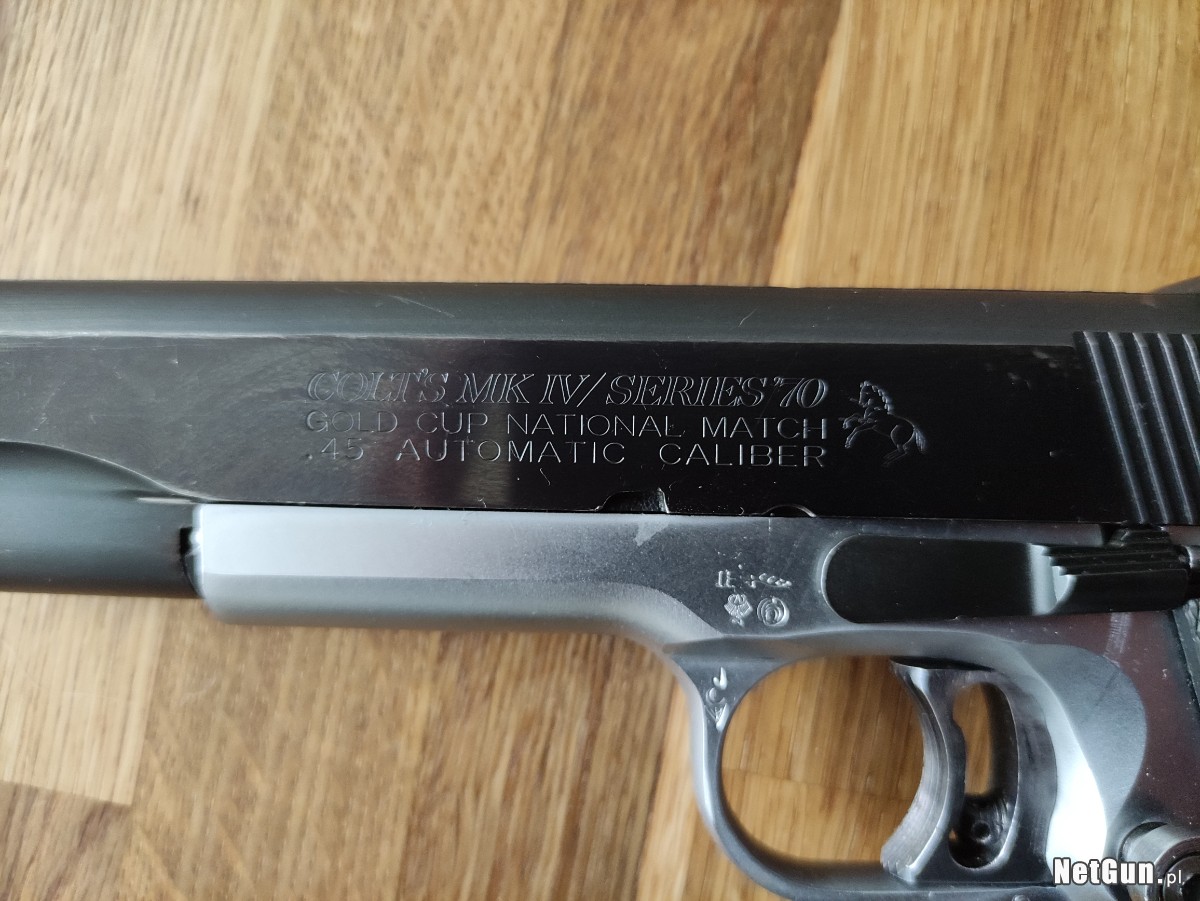 COLT'S MK IV/SERIES'70
GOLD CUP NATIONAL MATCH
.45 AUTOMATIC CALIBER
NetGun.pl